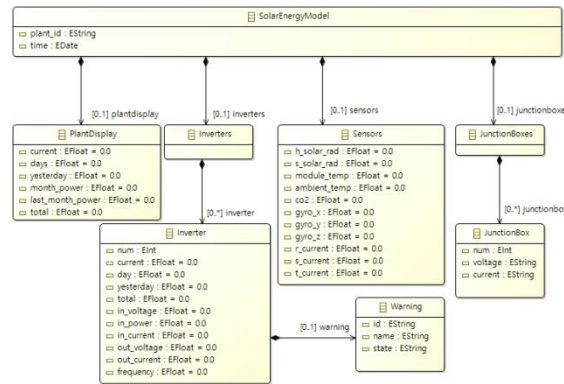 SolarEnergyModel
plant_id : EString
time : EDate
[0..1] plantdisplay
[0..1] inverters
[0..1] sensors
[0..1] junctionboxe
PlantDisplay
current : EFloat = 0.0
days : EFloat = 0.0
yesterday : EFloat = 0.0
month_power : EFloat = 0.0
last_month_power : EFloat = 0.0
total : EFloat = 0.0
Inverters
Sensors
h_solar_rad : EFloat = 0.0
s_solar_rad : EFloat = 0.0
module_temp : EFloat = 0.0
ambient_temp : EFloat = 0.0
co2 : EFloat = 0.0
gyro_x : EFloat = 0.0
gyro_y : EFloat = 0.0
gyro_z : EFloat = 0.0
r_current : EFloat = 0.0
s_current : EFloat = 0.0
t_current : EFloat = 0.0
JunctionBoxes
[0..*] inverter
[0..*] junctionbo
Inverter
num : EInt
current : EFloat = 0.0
day : EFloat = 0.0
yesterday : EFloat = 0.0
total : EFloat = 0.0
in_voltage : EFloat = 0.0
in_power : EFloat = 0.0
in_current : EFloat = 0.0
out_voltage : EFloat = 0.0
out_current : EFloat = 0.0
frequency : EFloat = 0.0
JunctionBox
num : EInt
voltage : EString
current : EString
[0..1] warning
Warning
id : EString
name : EString
state : EString